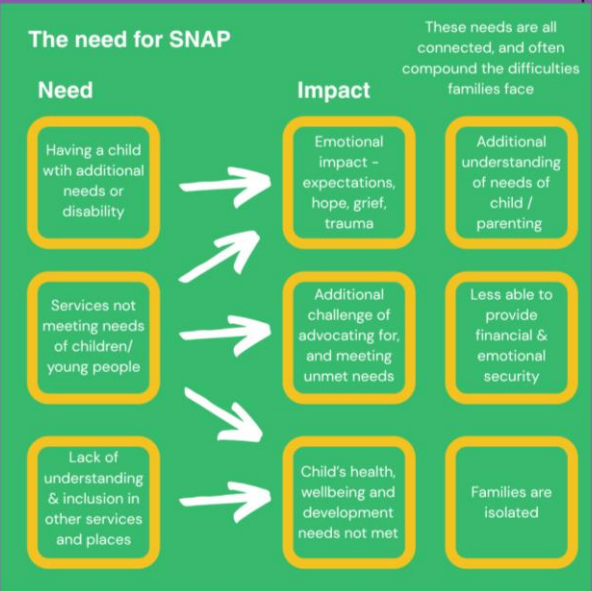 The need for SNAP
These needs are all
connected, and often
compound the difficulties
families face
Need
Impact
Having a child
wtih additional
needs or
disability
Emotional
impact -
expectations,
hope, grief,
trauma
Additional
understanding
of needs of
child /
parenting
Services not
meeting needs
of children/
young people
Additional
challenge of
advocating for,
and meeting
unmet needs
Less able to
provide
financial &
emotional
security
Lack of
understanding
& inclusion in
other services
and places
Child's health,
wellbeing and
development
needs not met
Families are
isolated